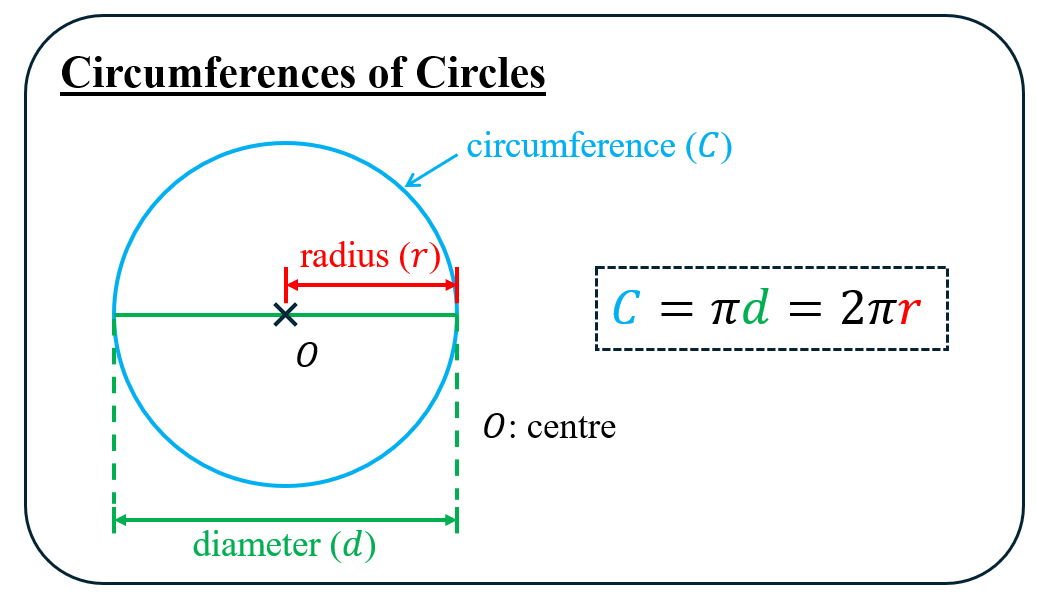 Circumferences of Circles
circumference (C)
radius (r)
C = πd = 2πr
O
O: centre
diameter (d)